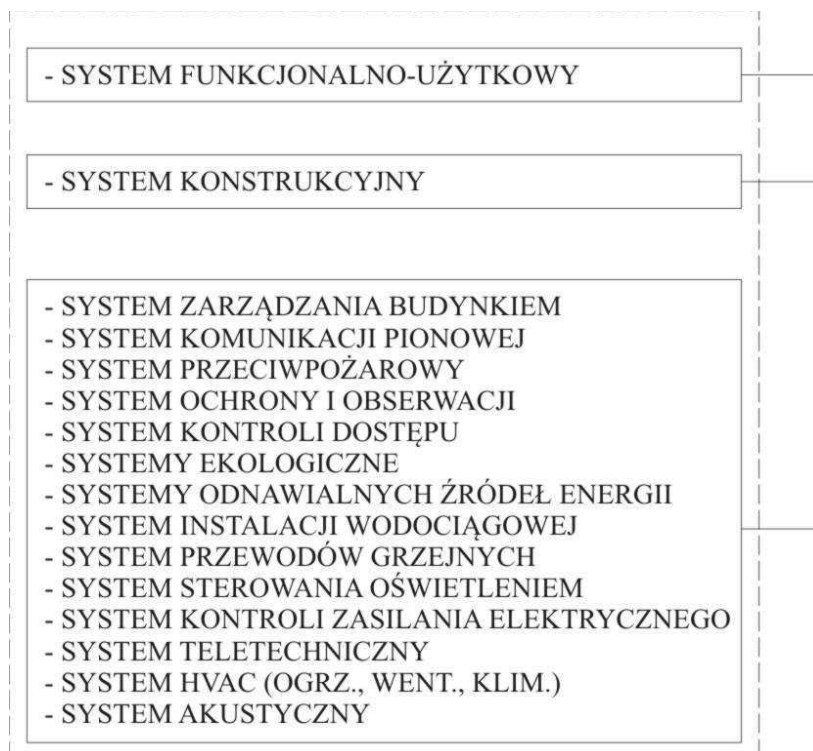 - SYSTEM FUNKCJONALNO-UŻYTKOWY
- SYSTEM KONSTRUKCYJNY
- SYSTEM ZARZĄDZANIA BUDYNKIEM
- SYSTEM KOMUNIKACJI PIONOWEJ
- SYSTEM PRZECIWPOŻAROWY
- SYSTEM OCHRONY I OBSERWACJI
- SYSTEM KONTROLI DOSTĘPU
- SYSTEMY EKOLOGICZNE
- SYSTEMY ODNAWIALNYCH ŹRÓDEŁ ENERGII
- SYSTEM INSTALACJI WODOCIĄGOWEJ
- SYSTEM PRZEWODÓW GRZEJNYCH
- SYSTEM STEROWANIA OŚWIETLENIEM
- SYSTEM KONTROLI ZASILANIA ELEKTRYCZNEGO
- SYSTEM TELETECHNICZNY
- SYSTEM HVAC (OGRZ., WENT., KLIM.)
- SYSTEM AKUSTYCZNY